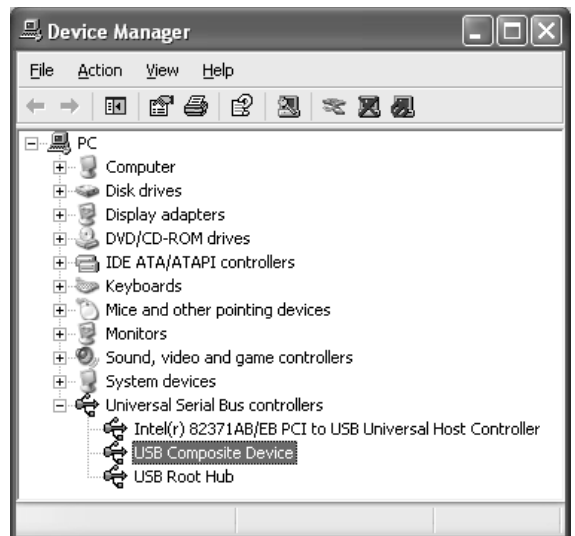 Device Manager
File Action View Help
PC
Computer
Disk drives
Display adapters
DVD/CD-ROM drives
IDE ATA/ATAPI controllers
Keyboards
Mice and other pointing devices
Monitors
Sound, video and game controllers
System devices
Universal Serial Bus controllers
Intel(r) 82371AB/EB PCI to USB Universal Host Controller
USB Composite Device
USB Root Hub